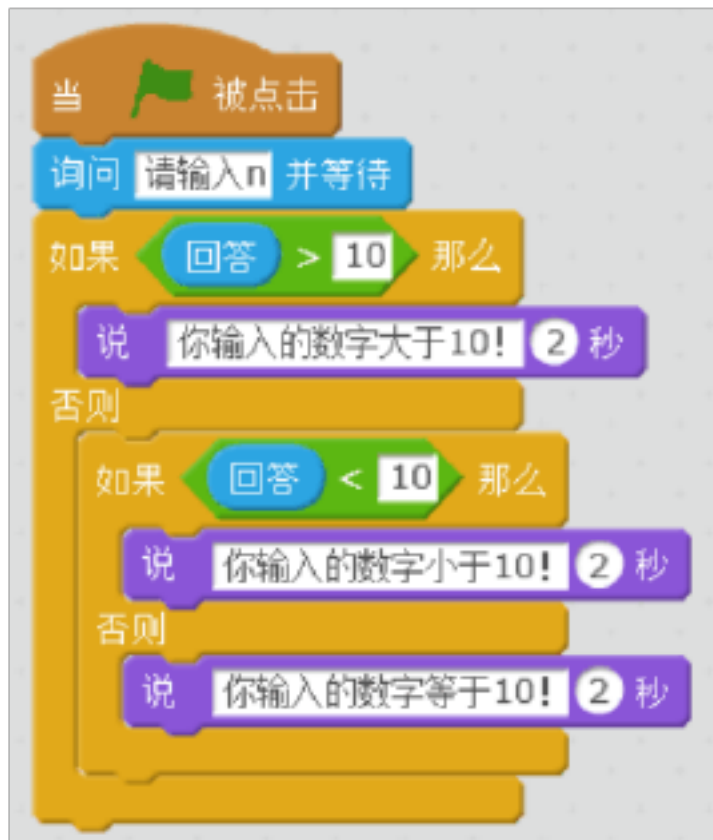 当 被点击
询问 请输入n 并等待
如果 回答 > 10 那么
说 你输入的数字大于10! 2 秒
否则
如果 回答 < 10 那么
说 你输入的数字小于10! 2 秒
否则
说 你输入的数字等于10! 2 秒